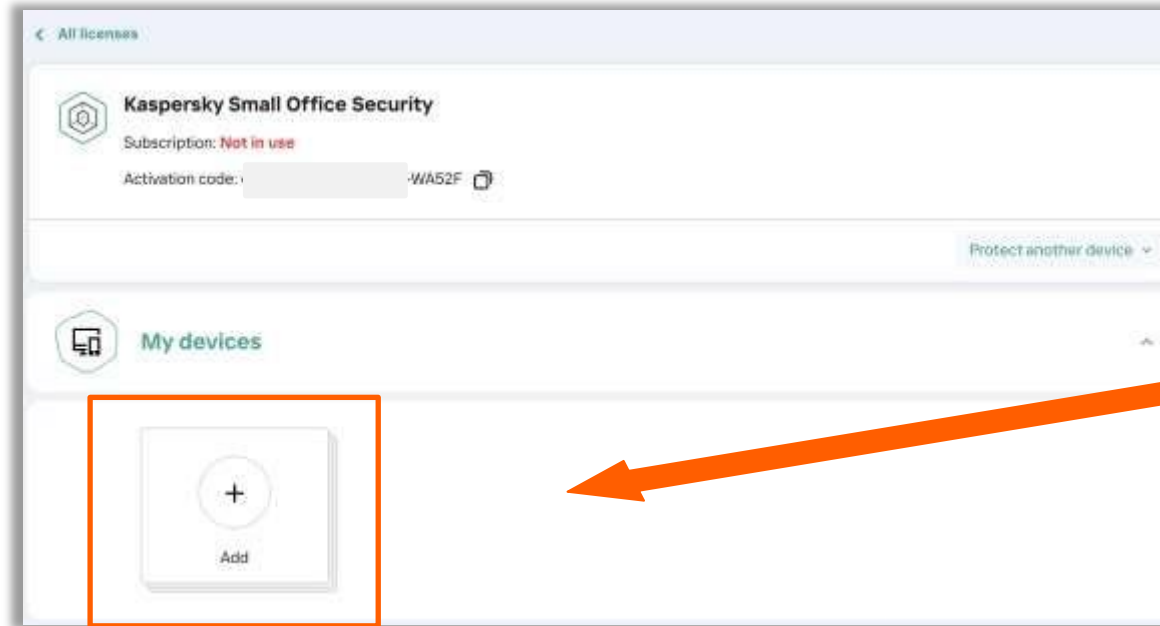 All licenses
Kaspersky Small Office Security
Subscription: Not in use
Activation code: -WA52F
Protect another device
My devices
+
Add